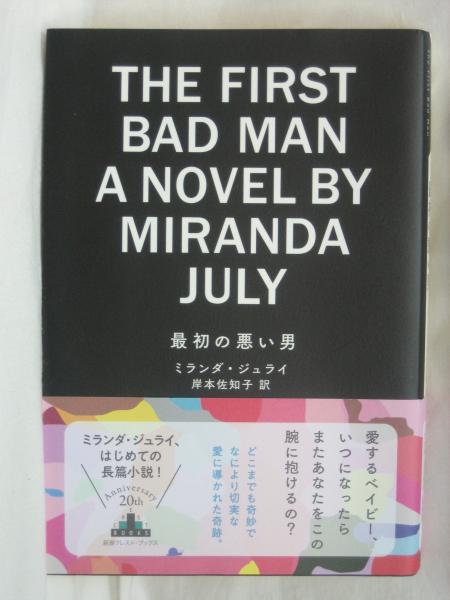 THE FIRST
BAD MAN
A NOVEL BY
MIRANDA
JULY
最初の悪い男
ミランダ・ジュライ
岸本佐知子 訳
愛するベイビー、
いつになったら
またあなたをこの
腕に抱けるの？
どこまでも奇妙で
なにより切実な
愛に導かれた奇跡。
ミランダ・ジュライ、
はじめての
長篇小説！
Anniversary
20th
CREST
BOOKS
新潮クレスト・ブックス